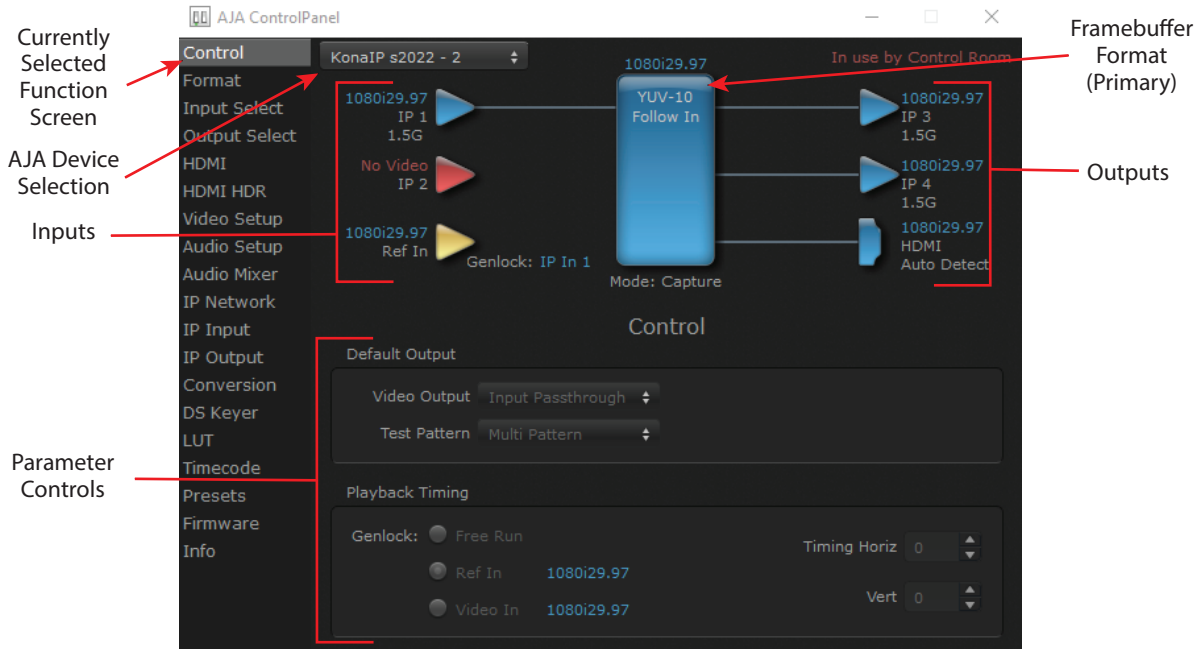 AJA ControlPanel
Currently
Selected
Function
Screen
AJA Device
Selection
Inputs
Parameter
Controls
Framebuffer
Format
(Primary)
Outputs
Control
Format
Input Select
Output Select
HDMI
HDMI HDR
Video Setup
Audio Setup
Audio Mixer
IP Network
IP Input
IP Output
Conversion
DS Keyer
LUT
Timecode
Presets
Firmware
Info
KonaIP s2022 - 2
In use by Control Room
1080i29.97
IP 1
1.5G
No Video
IP 2
1080i29.97
Ref In
Genlock: IP In 1
1080i29.97
YUV-10
Follow In
Mode: Capture
1080i29.97
IP 3
1.5G
1080i29.97
IP 4
1.5G
1080i29.97
HDMI
Auto Detect
Control
Default Output
Video Output Input Passthrough
Test Pattern Multi Pattern
Playback Timing
Genlock: Free Run
Ref In 1080i29.97
Video In 1080i29.97
Timing Horiz 0
Vert 0